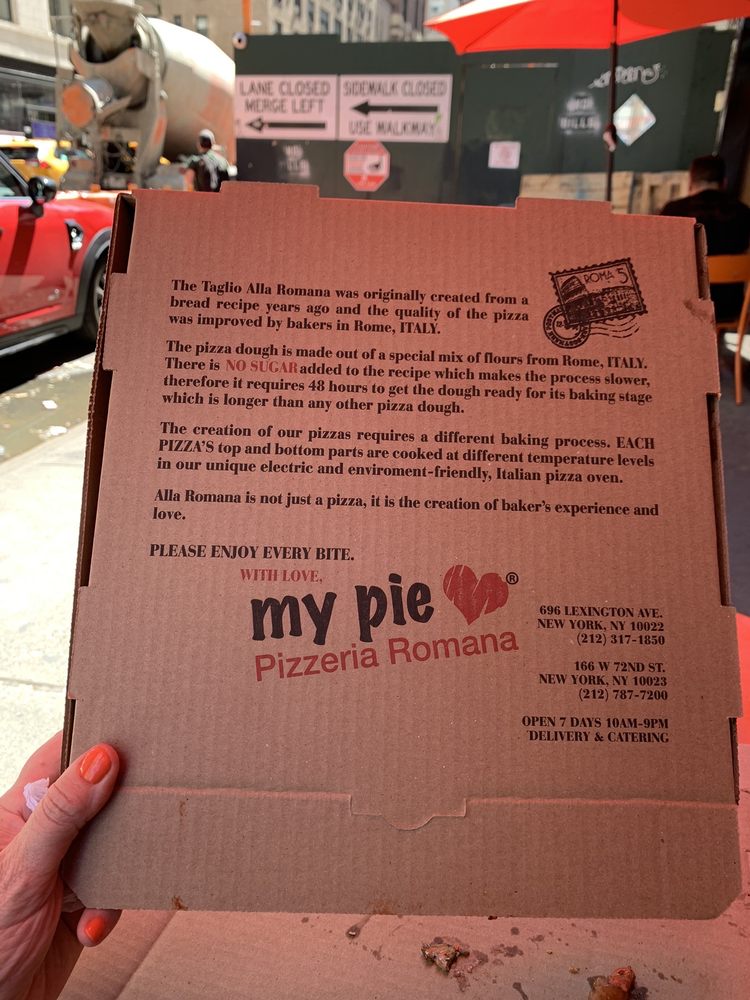 LANE CLOSED
MERGE LEFT
SIDEWALK CLOSED
USE WALKWAY
ROMA 5
The Taglio Alla Romana was originally created from a
bread recipe years ago and the quality of the pizza
was improved by bakers in Rome, ITALY.
The pizza dough is made out of a special mix of flours from Rome, ITALY.
There is NO SUGAR added to the recipe which makes the process slower,
therefore it requires 48 hours to get the dough ready for its baking stage
which is longer than any other pizza dough.
The creation of our pizzas requires a different baking process. EACH
PIZZA'S top and bottom parts are cooked at different temperature levels
in our unique electric and enviroment-friendly, Italian pizza oven.
Alla Romana is not just a pizza, it is the creation of baker's experience and
love.
PLEASE ENJOY EVERY BITE.
WITH LOVE,
my pie ®
Pizzeria Romana
696 LEXINGTON AVE.
NEW YORK, NY 10022
(212) 317-1850
166 W 72ND ST.
NEW YORK, NY 10023
(212) 787-7200
OPEN 7 DAYS 10AM-9PM
DELIVERY & CATERING